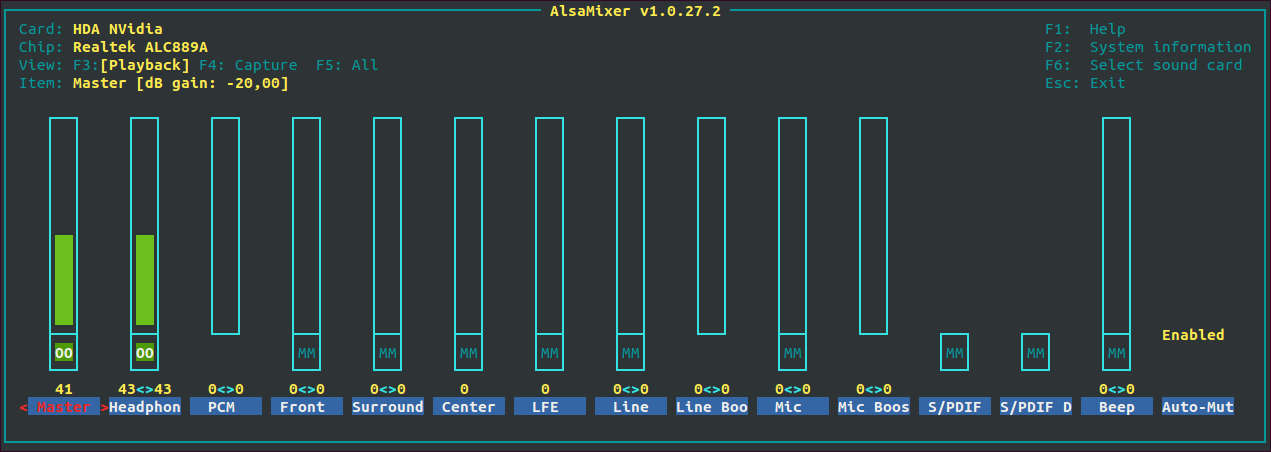 AlsaMixer v1.0.27.2
Card: HDA NVidia F1: Help
Chip: Realtek ALC889A F2: System information
View: F3:[Playback] F4: Capture F5: All F6: Select sound card
Item: Master [dB gain: -20,00] Esc: Exit
Enabled
OO OO MM MM MM MM MM MM MM MM MM
41 43<>43 0<>0 0<>0 0<>0 0 0 0<>0 0<>0 0<>0 0<>0 0<>0
< Master >Headphon PCM Front Surround Center LFE Line Line Boo Mic Mic Boos S/PDIF S/PDIF D Beep Auto-Mut